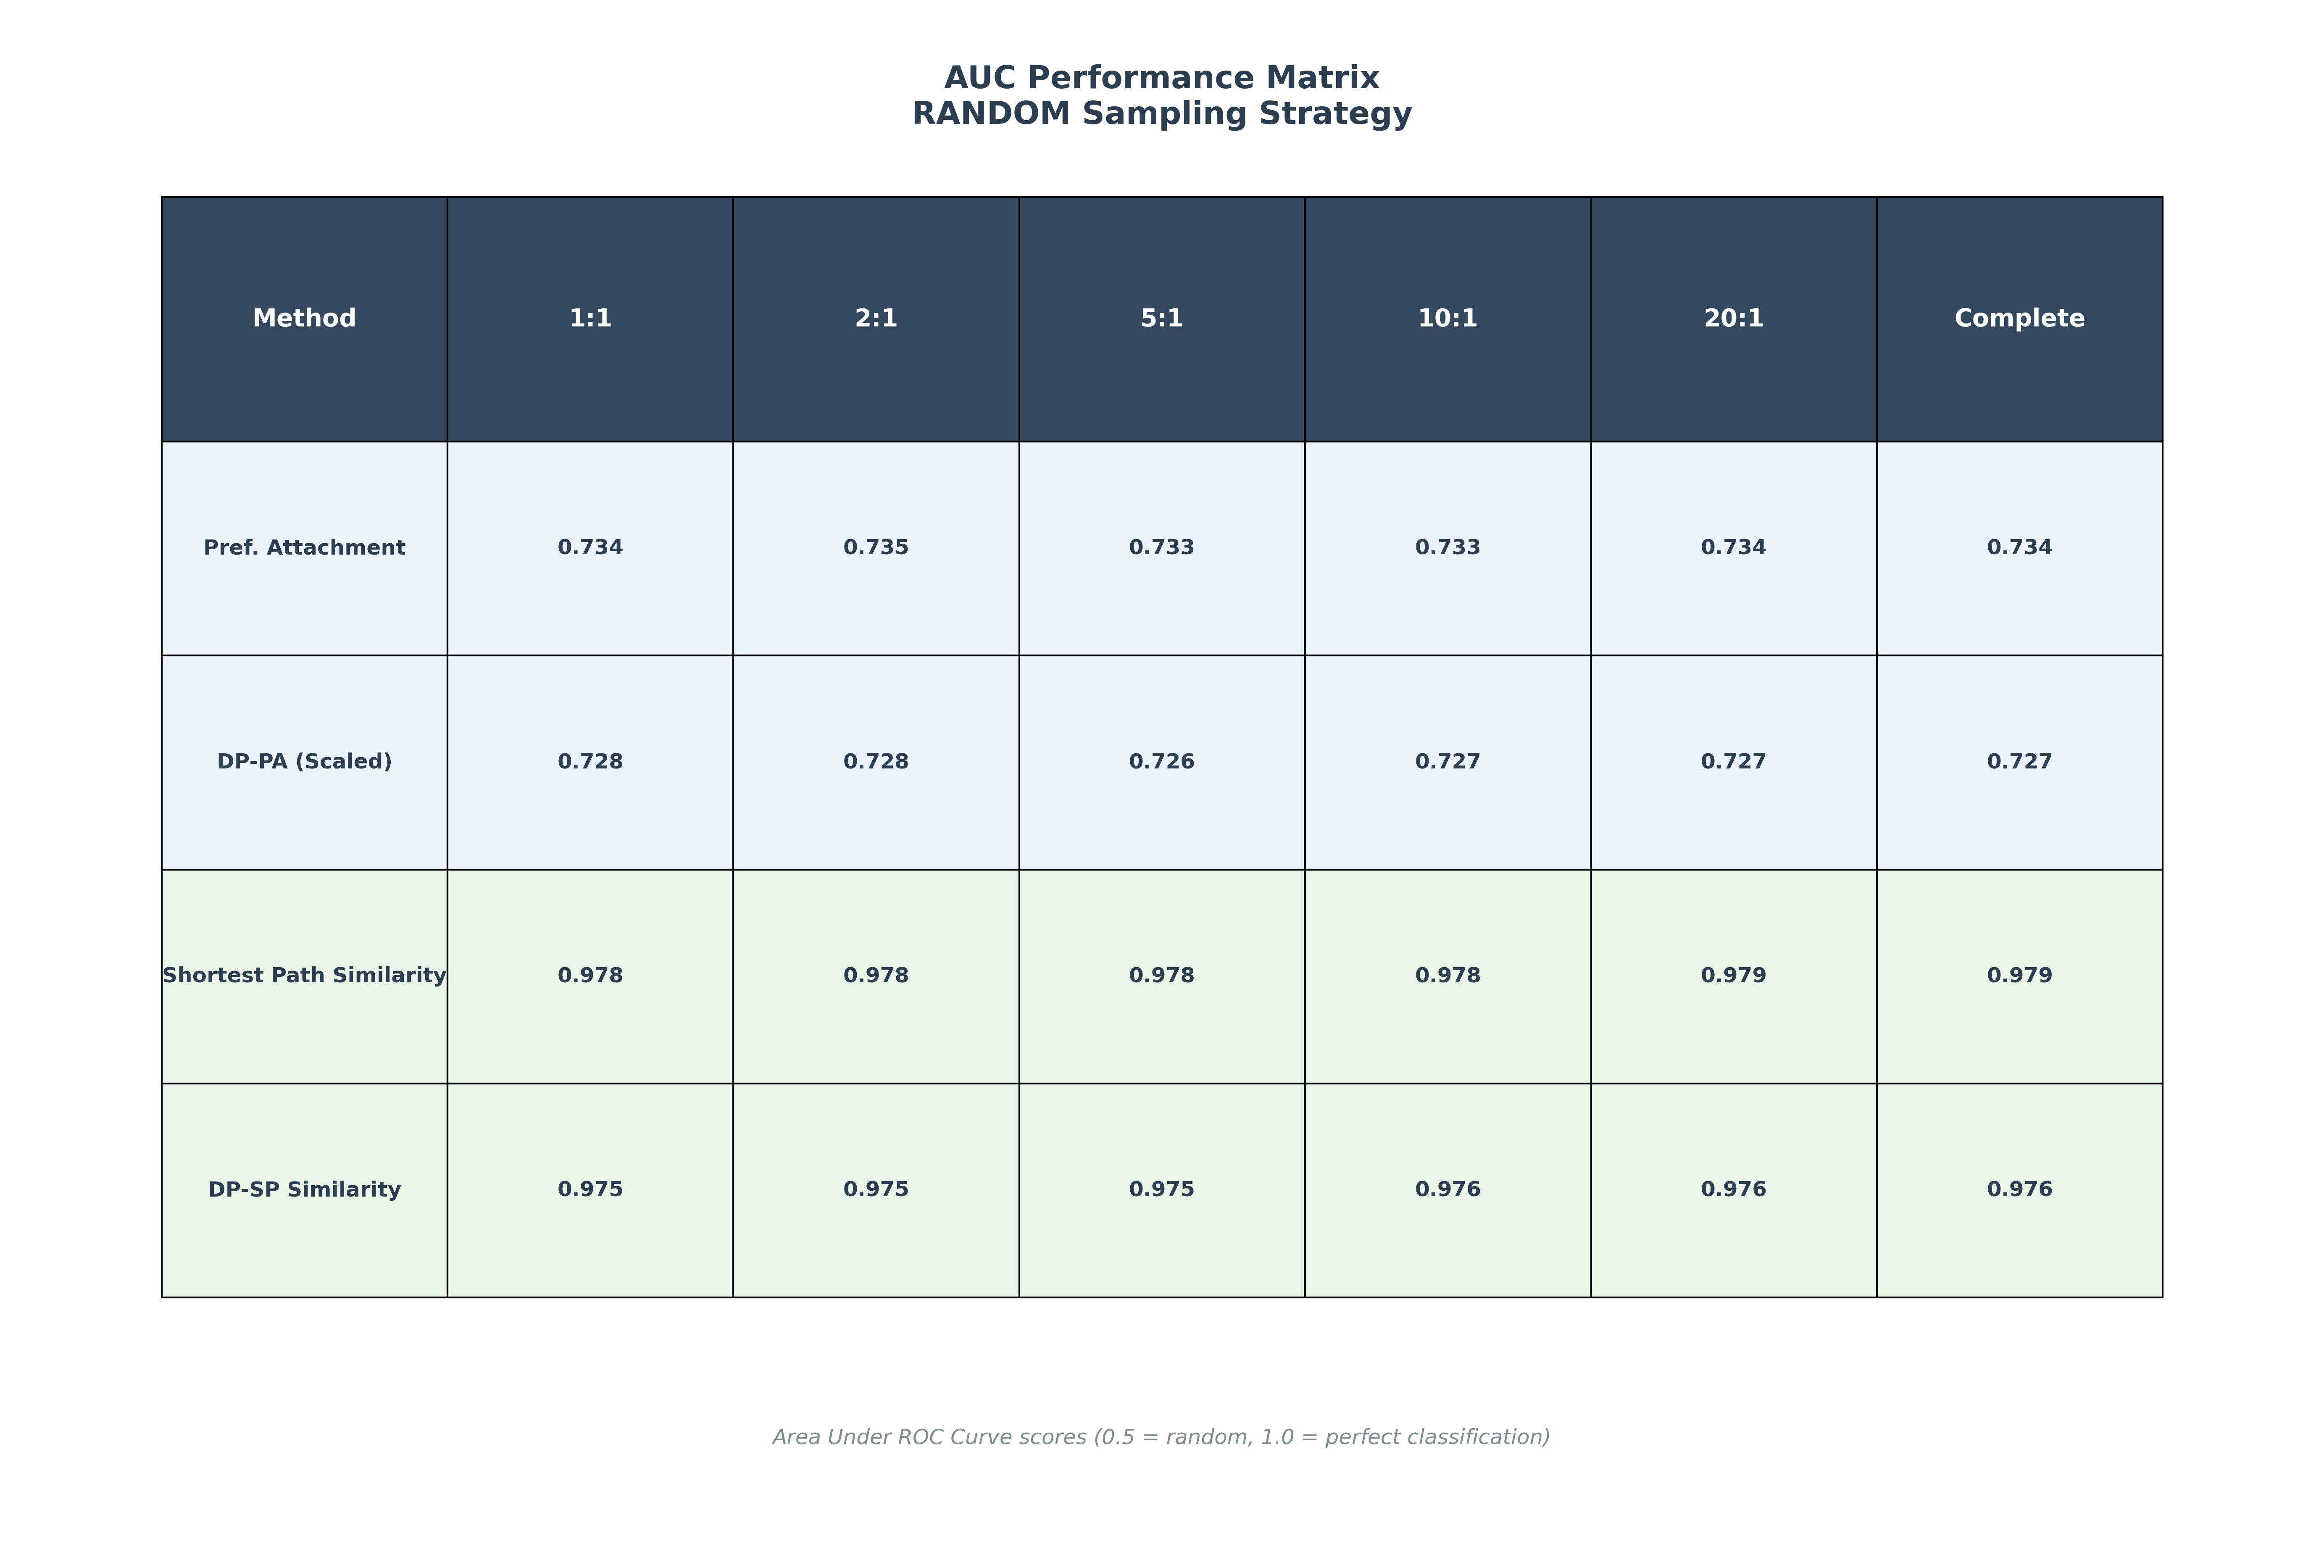 AUC Performance Matrix
RANDOM Sampling Strategy
Method 1:1 2:1 5:1 10:1 20:1 Complete
Pref. Attachment 0.734 0.735 0.733 0.733 0.734 0.734
DP-PA (Scaled) 0.728 0.728 0.726 0.727 0.727 0.727
Shortest Path Similarity 0.978 0.978 0.978 0.978 0.979 0.979
DP-SP Similarity 0.975 0.975 0.975 0.976 0.976 0.976
Area Under ROC Curve scores (0.5 = random, 1.0 = perfect classification)